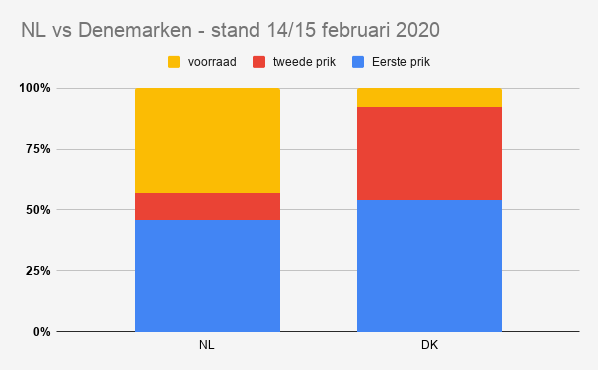 NL vs Denemarken - stand 14/15 februari 2020
voorraad tweede prik Eerste prik
100%
75%
50%
25%
0%
NL DK